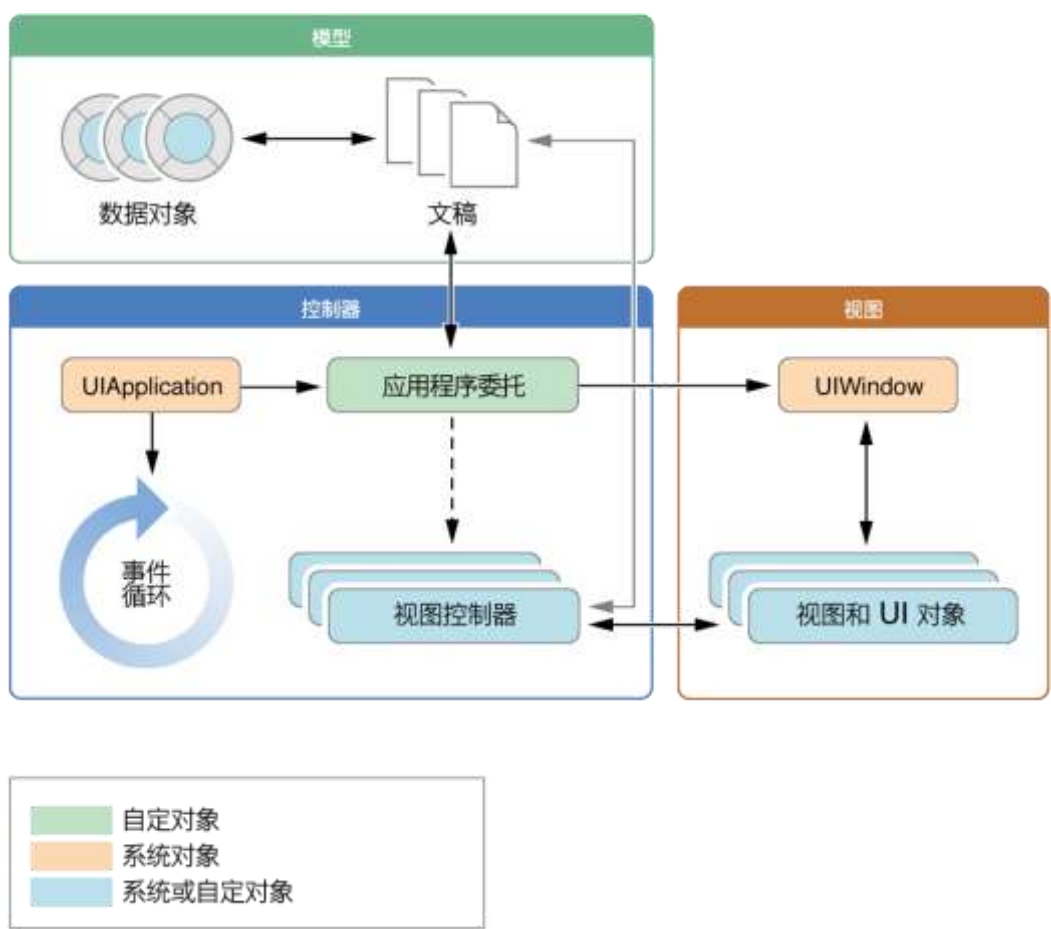 模型
数据对象
文稿
控制器
视图
UIApplication
应用程序委托
UIWindow
事件
循环
视图控制器
视图和 UI 对象
自定对象
系统对象
系统或自定对象